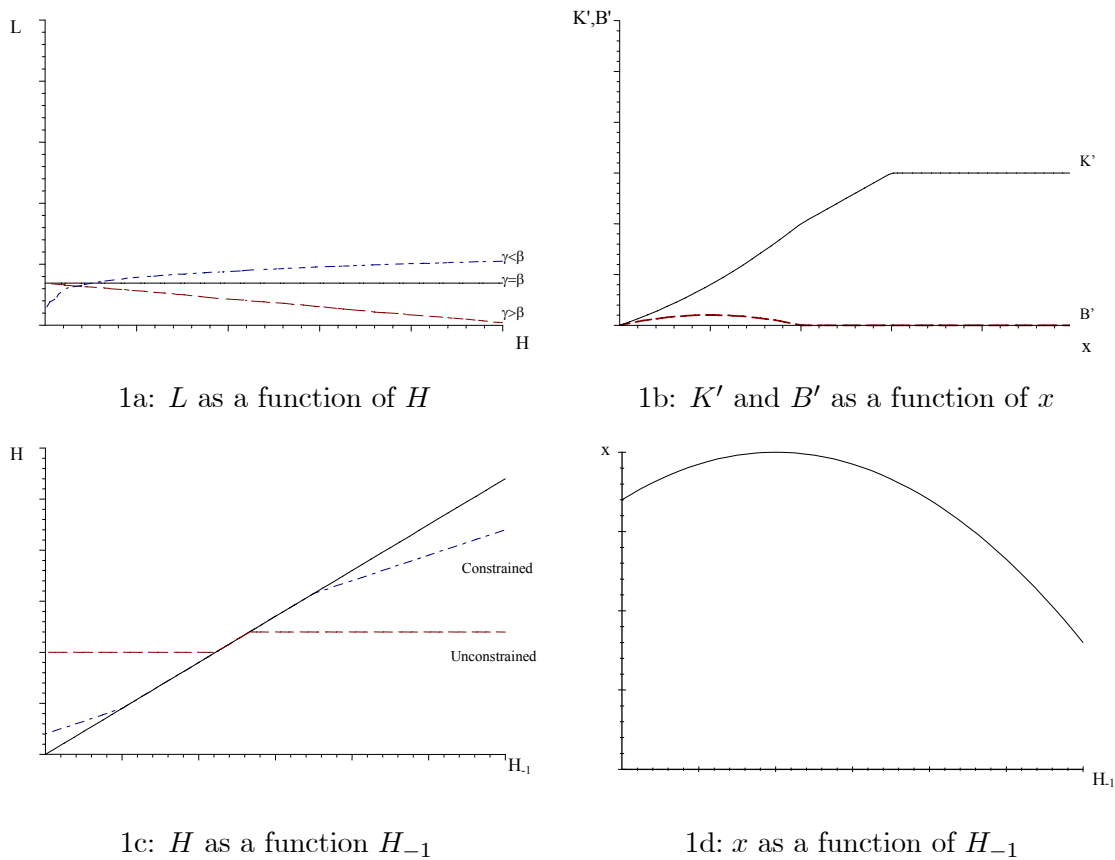 L
γ<β
γ=β
γ>β
H
1a: L as a function of H
K',B'
K'
B'
x
1b: K′ and B′ as a function of x
H
Constrained
Unconstrained
H-1
1c: H as a function H−1
x
H-1
1d: x as a function of H−1